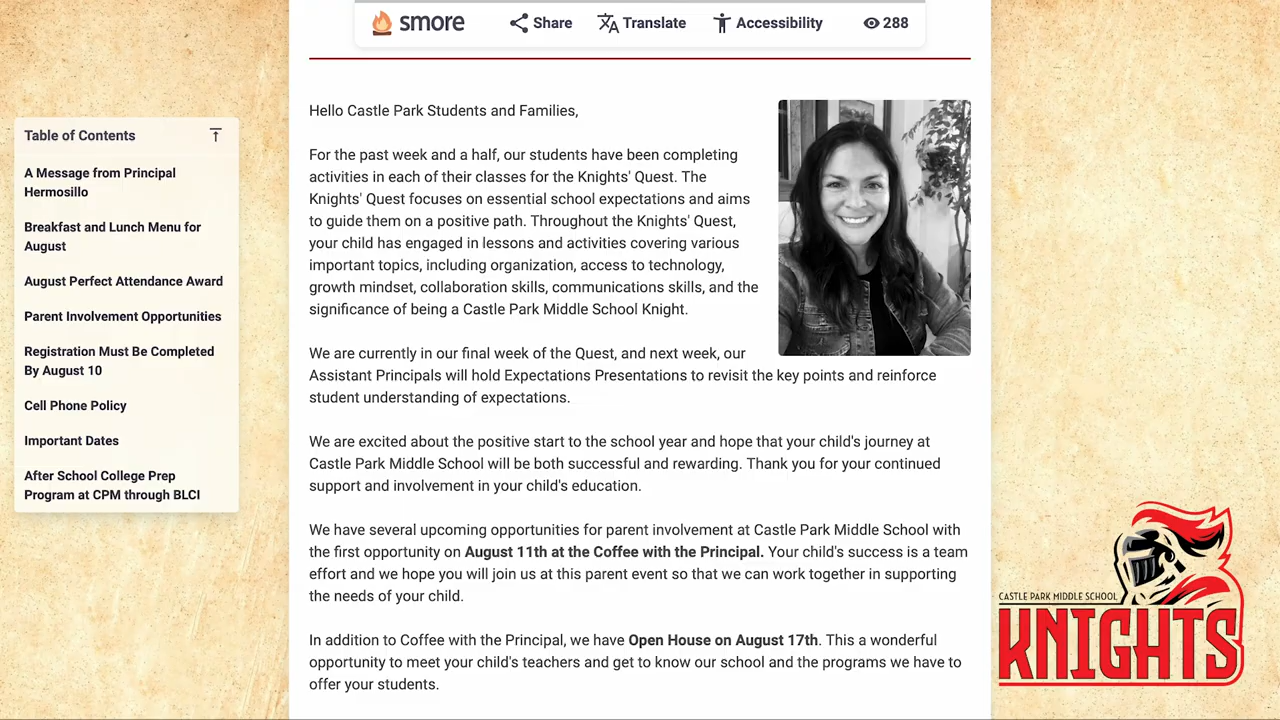 smore
Share
Translate
Accessibility
288
Table of Contents
A Message from Principal
Hermosillo
Breakfast and Lunch Menu for
August
August Perfect Attendance Award
Parent Involvement Opportunities
Registration Must Be Completed
By August 10
Cell Phone Policy
Important Dates
After School College Prep
Program at CPM through BLCI
Hello Castle Park Students and Families,
For the past week and a half, our students have been completing
activities in each of their classes for the Knights' Quest. The
Knights' Quest focuses on essential school expectations and aims
to guide them on a positive path. Throughout the Knights' Quest,
your child has engaged in lessons and activities covering various
important topics, including organization, access to technology,
growth mindset, collaboration skills, communications skills, and the
significance of being a Castle Park Middle School Knight.
We are currently in our final week of the Quest, and next week, our
Assistant Principals will hold Expectations Presentations to revisit the key points and reinforce
student understanding of expectations.
We are excited about the positive start to the school year and hope that your child's journey at
Castle Park Middle School will be both successful and rewarding. Thank you for your continued
support and involvement in your child's education.
We have several upcoming opportunities for parent involvement at Castle Park Middle School with
the first opportunity on August 11th at the Coffee with the Principal. Your child's success is a team
effort and we hope you will join us at this parent event so that we can work together in supporting
the needs of your child.
In addition to Coffee with the Principal, we have Open House on August 17th. This a wonderful
opportunity to meet your child's teachers and get to know our school and the programs we have to
offer your students.
CASTLE PARK MIDDLE SCHOOL
KNIGHTS